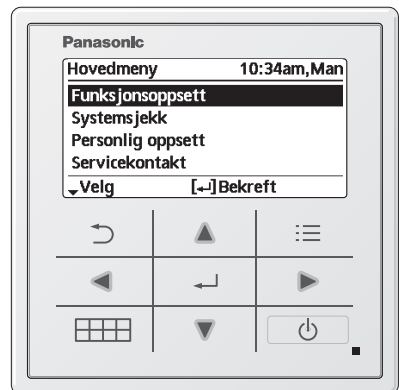 Panasonic
Hovedmeny 10:34am,Man
Funksjonsoppsett
Systemsjekk
Personlig oppsett
Servicekontakt
Velg [↵]Bekreft